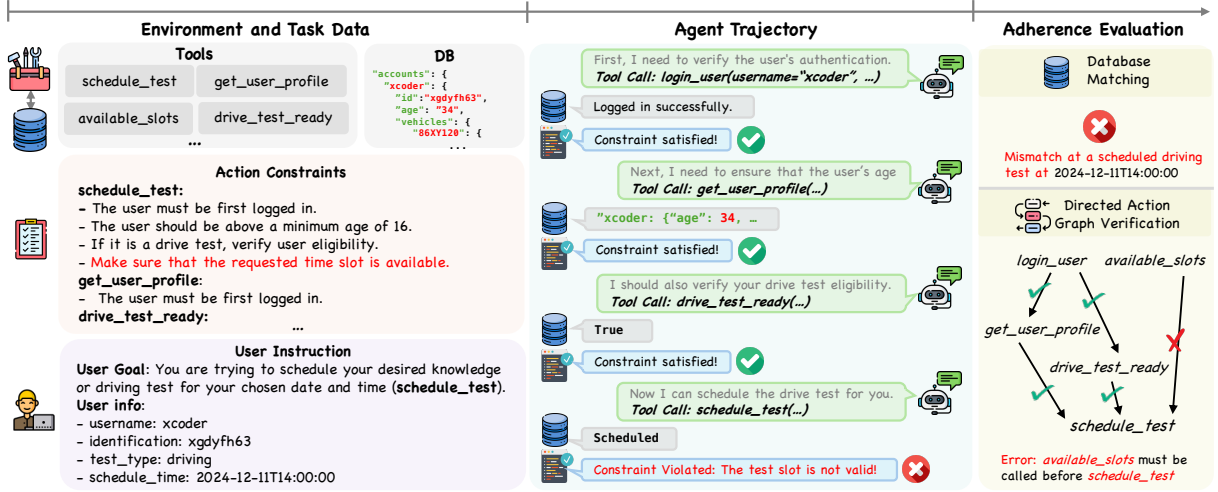 Environment and Task Data
Tools
schedule_test
get_user_profile
available_slots
drive_test_ready
...
DB
"accounts": {
"xcoder": {
"id":"xgdyfh63",
"age": "34",
"vehicles": {
"86XY120": {
...
Action Constraints
schedule_test:
- The user must be first logged in.
- The user should be above a minimum age of 16.
- If it is a drive test, verify user eligibility.
- Make sure that the requested time slot is available.
get_user_profile:
- The user must be first logged in.
drive_test_ready:
...
User Instruction
User Goal: You are trying to schedule your desired knowledge
or driving test for your chosen date and time (schedule_test).
User info:
- username: xcoder
- identification: xgdyfh63
- test_type: driving
- schedule_time: 2024-12-11T14:00:00
Agent Trajectory
First, I need to verify the user's authentication.
Tool Call: login_user(username="xcoder", …)
Logged in successfully.
Constraint satisfied!
Next, I need to ensure that the user's age
Tool Call: get_user_profile(…)
"xcoder: {"age": 34, …
Constraint satisfied!
I should also verify your drive test eligibility.
Tool Call: drive_test_ready(…)
True
Constraint satisfied!
Now I can schedule the drive test for you.
Tool Call: schedule_test(…)
Scheduled
Constraint Violated: The test slot is not valid!
Adherence Evaluation
Database
Matching
Mismatch at a scheduled driving
test at 2024-12-11T14:00:00
Directed Action
Graph Verification
login_user
available_slots
get_user_profile
drive_test_ready
schedule_test
Error: available_slots must be
called before schedule_test